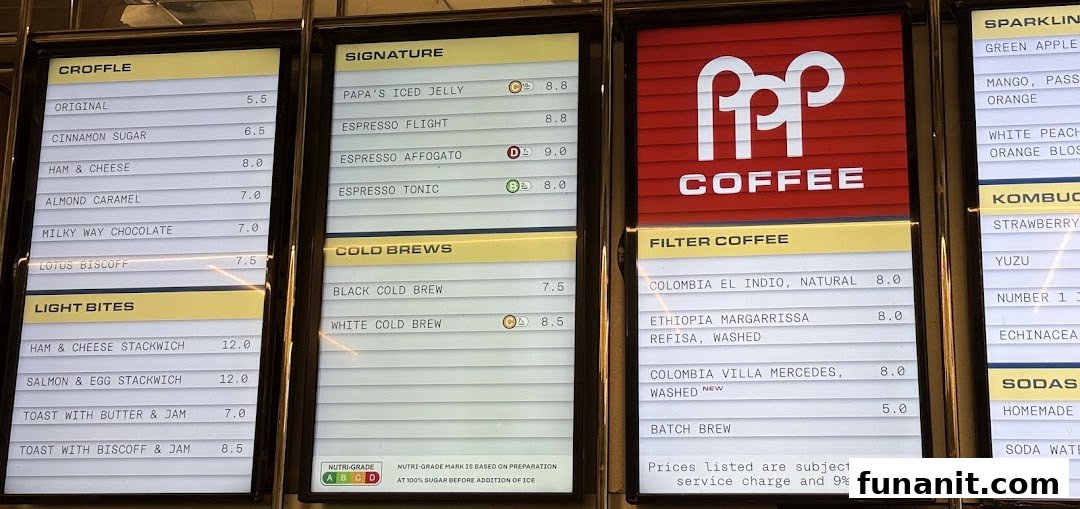 CROFFLE
ORIGINAL 5.5
CINNAMON SUGAR 6.5
HAM & CHEESE 8.0
ALMOND CARAMEL 7.0
MILKY WAY CHOCOLATE 7.0
LOTUS BISCOFF 7.5
LIGHT BITES
HAM & CHEESE STACKWICH 12.0
SALMON & EGG STACKWICH 12.0
TOAST WITH BUTTER & JAM 7.0
TOAST WITH BISCOFF & JAM 8.5
SIGNATURE
PAPA'S ICED JELLY C 8.8
ESPRESSO FLIGHT 8.8
ESPRESSO AFFOGATO D 9.0
ESPRESSO TONIC B 8.0
COLD BREWS
BLACK COLD BREW 7.5
WHITE COLD BREW C 8.5
NUTRI-GRADE
A B C D
NUTRI-GRADE MARK IS BASED ON PREPARATION
AT 100% SUGAR BEFORE ADDITION OF ICE
PPP
COFFEE
FILTER COFFEE
COLOMBIA EL INDIO, NATURAL 8.0
ETHIOPIA MARGARRISSA 8.0
REFISA, WASHED
COLOMBIA VILLA MERCEDES, 8.0
WASHED NEW
5.0
BATCH BREW
Prices listed are subject
service charge and 9%
SPARKLIN
GREEN APPLE
MANGO, PASS
ORANGE
WHITE PEACH
ORANGE BLOS
KOMBUC
STRAWBERRY
YUZU
NUMBER 1 J
ECHINACEA
SODAS
HOMEMADE
SODA WATE
funanit.com